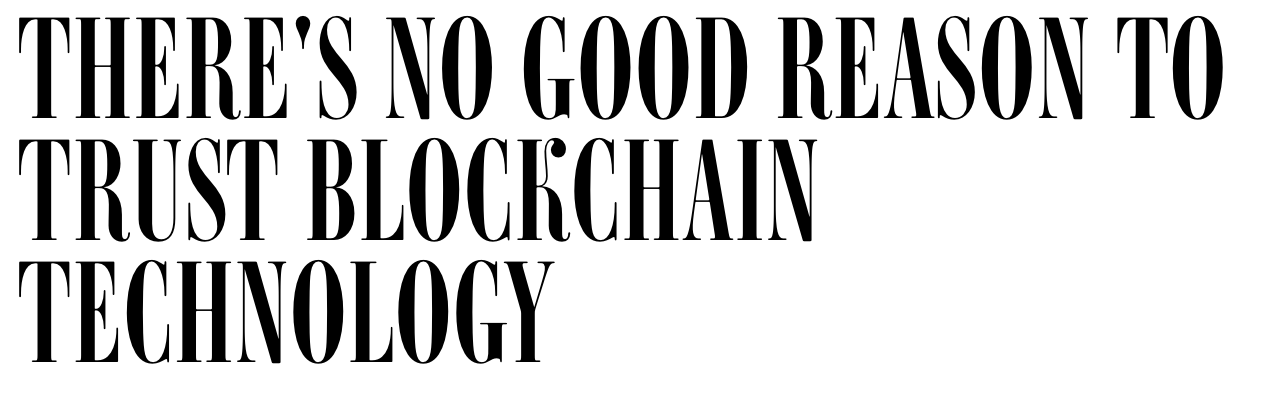 THERE'S NO GOOD REASON TO
TRUST BLOCKCHAIN
TECHNOLOGY